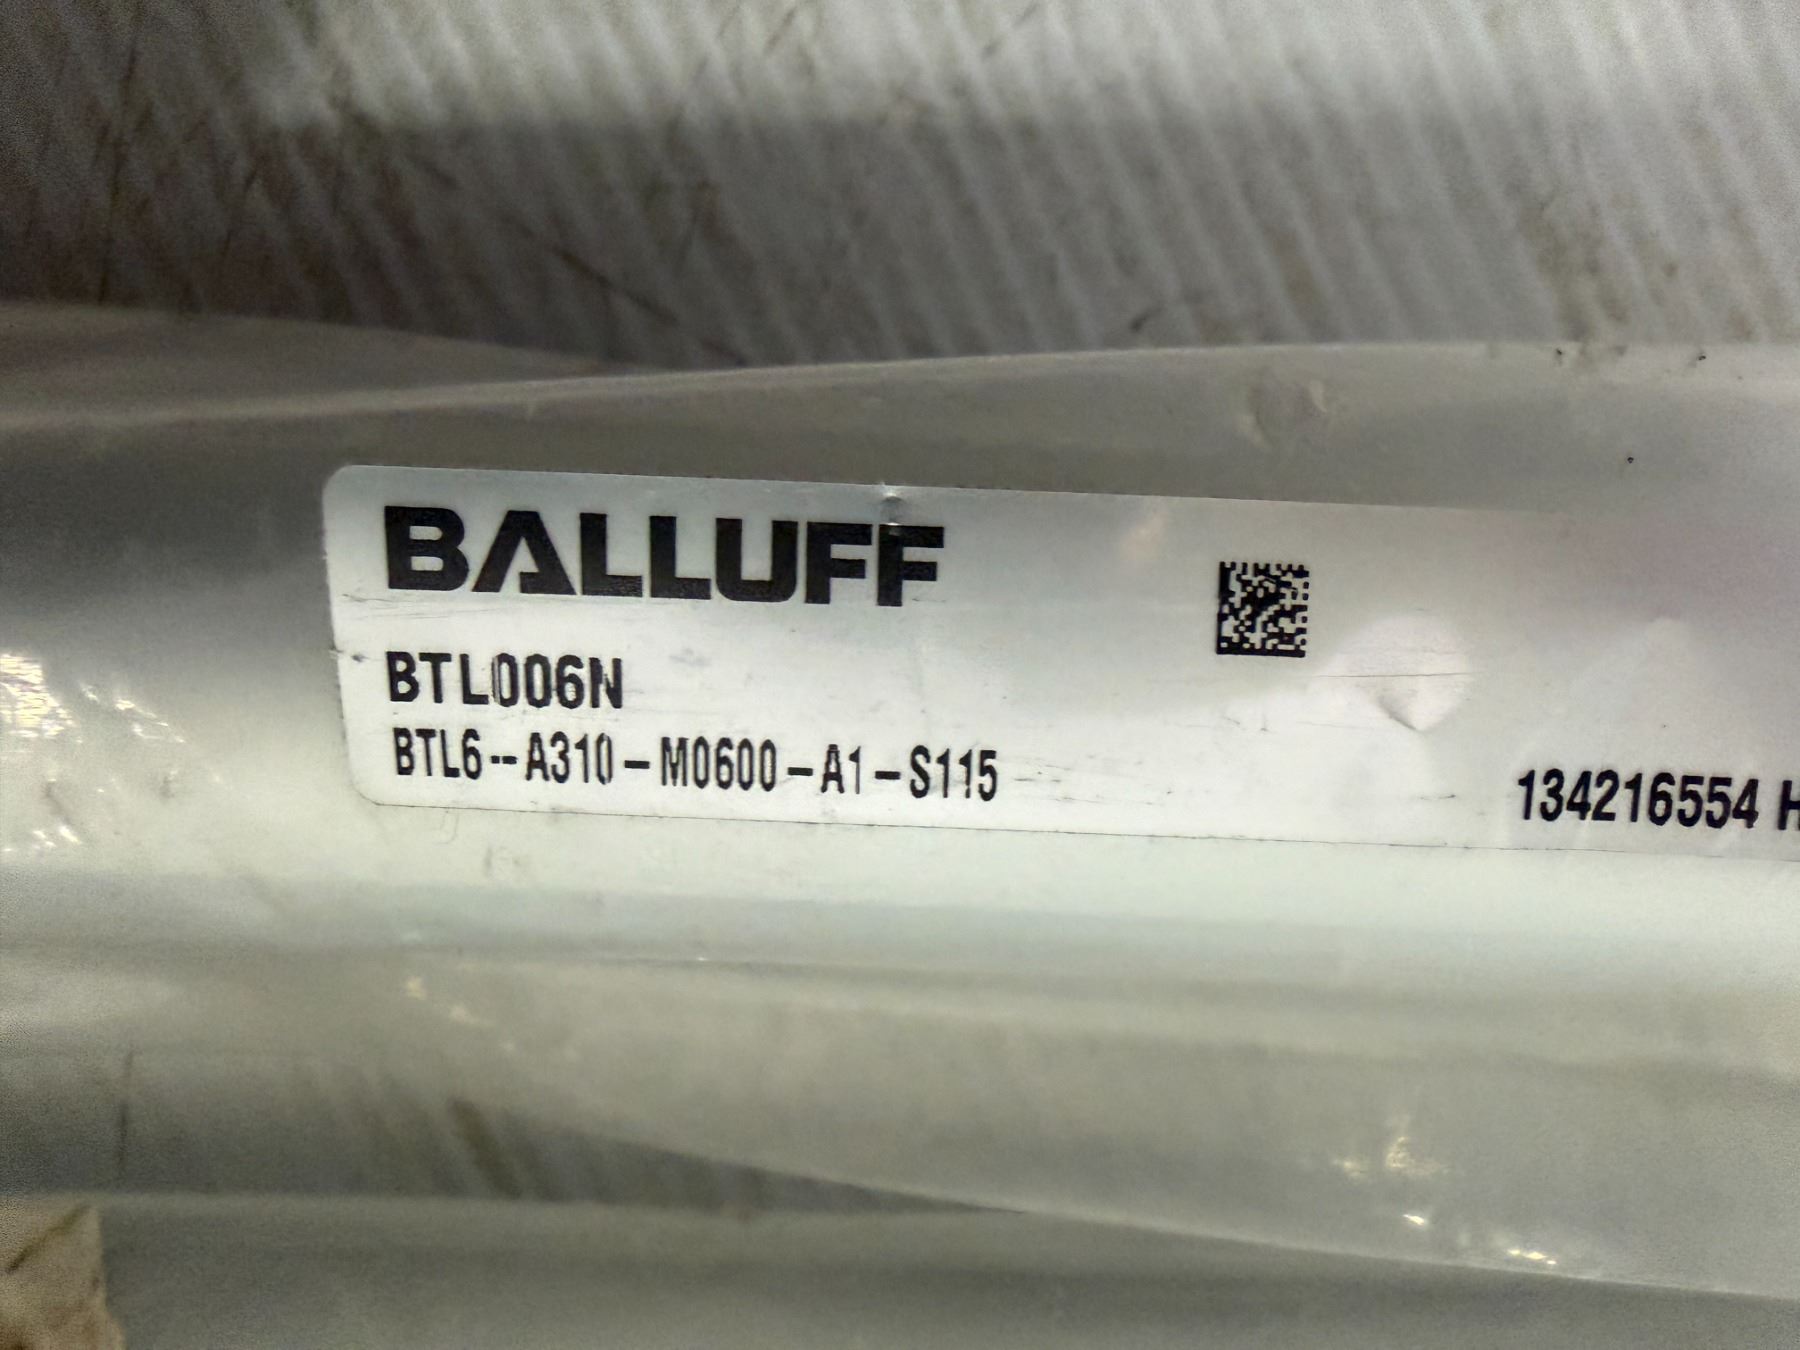 BALLUFF
BTL006N
BTL6--A310-M0600-A1-S115
134216554 H